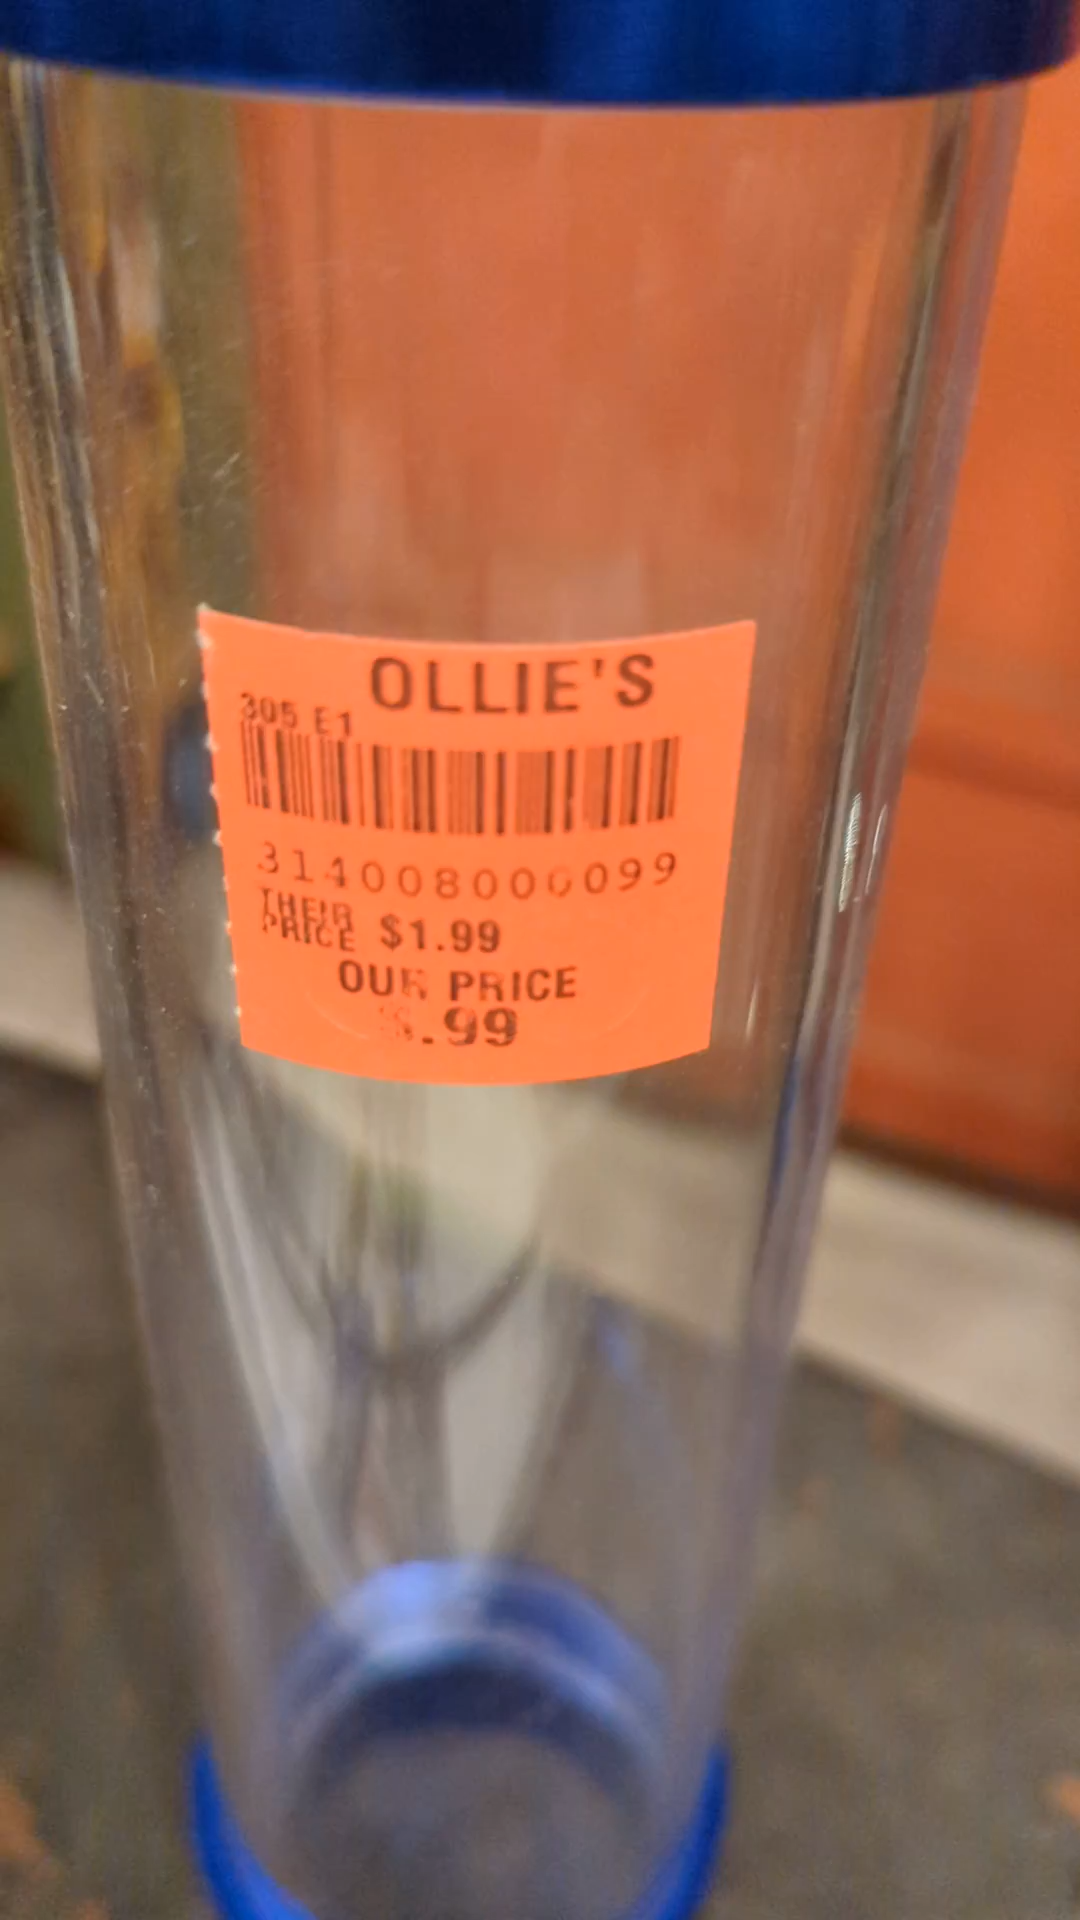 OLLIE'S
305 E1
314008000099
THEIR
PRICE $1.99
OUR PRICE
$.99